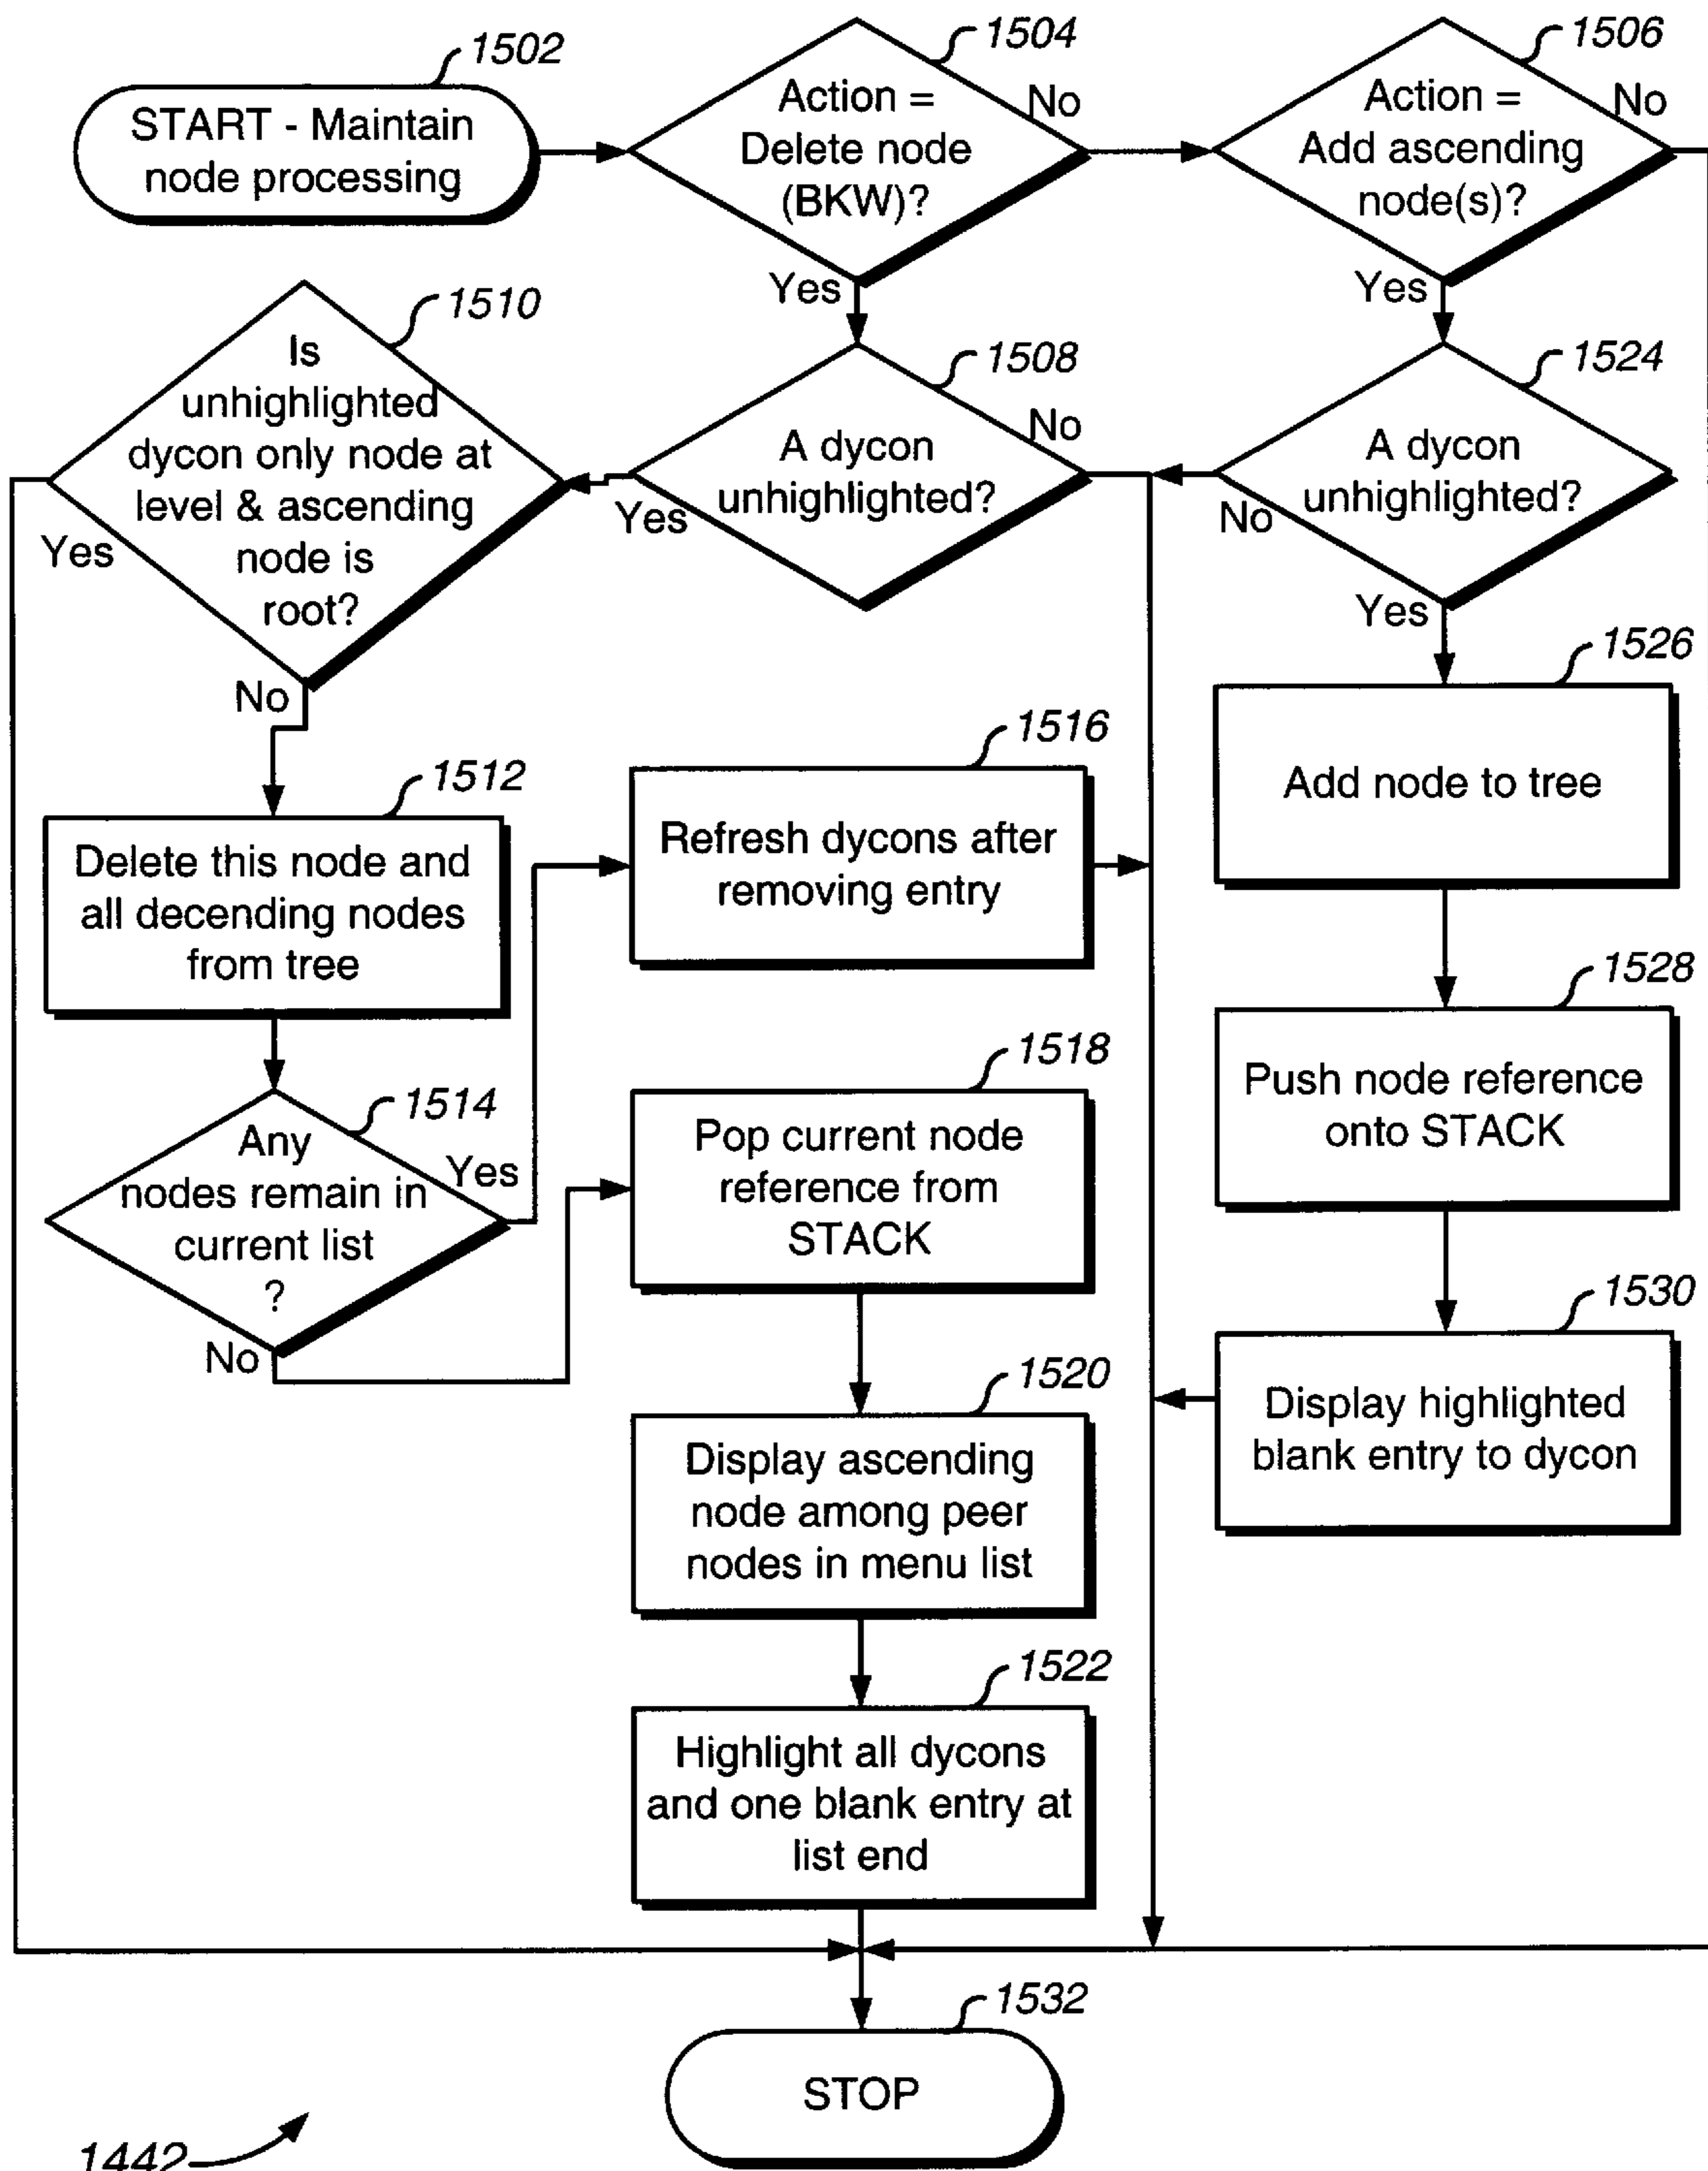 1502
START - Maintain
node processing
1504
Action =
Delete node
(BKW)?
No
Yes
1506
Action =
Add ascending
node(s)?
No
Yes
1510
Is
unhighlighted
dycon only node at
level & ascending
node is
root?
Yes
No
1508
A dycon
unhighlighted?
No
Yes
1524
A dycon
unhighlighted?
No
Yes
1526
Add node to tree
1516
Refresh dycons after
removing entry
1512
Delete this node and
all decending nodes
from tree
1528
Push node reference
onto STACK
1518
Pop current node
reference from
STACK
1514
Any
nodes remain in
current list
?
Yes
No
1530
Display highlighted
blank entry to dycon
1520
Display ascending
node among peer
nodes in menu list
1522
Highlight all dycons
and one blank entry at
list end
1532
STOP
1442